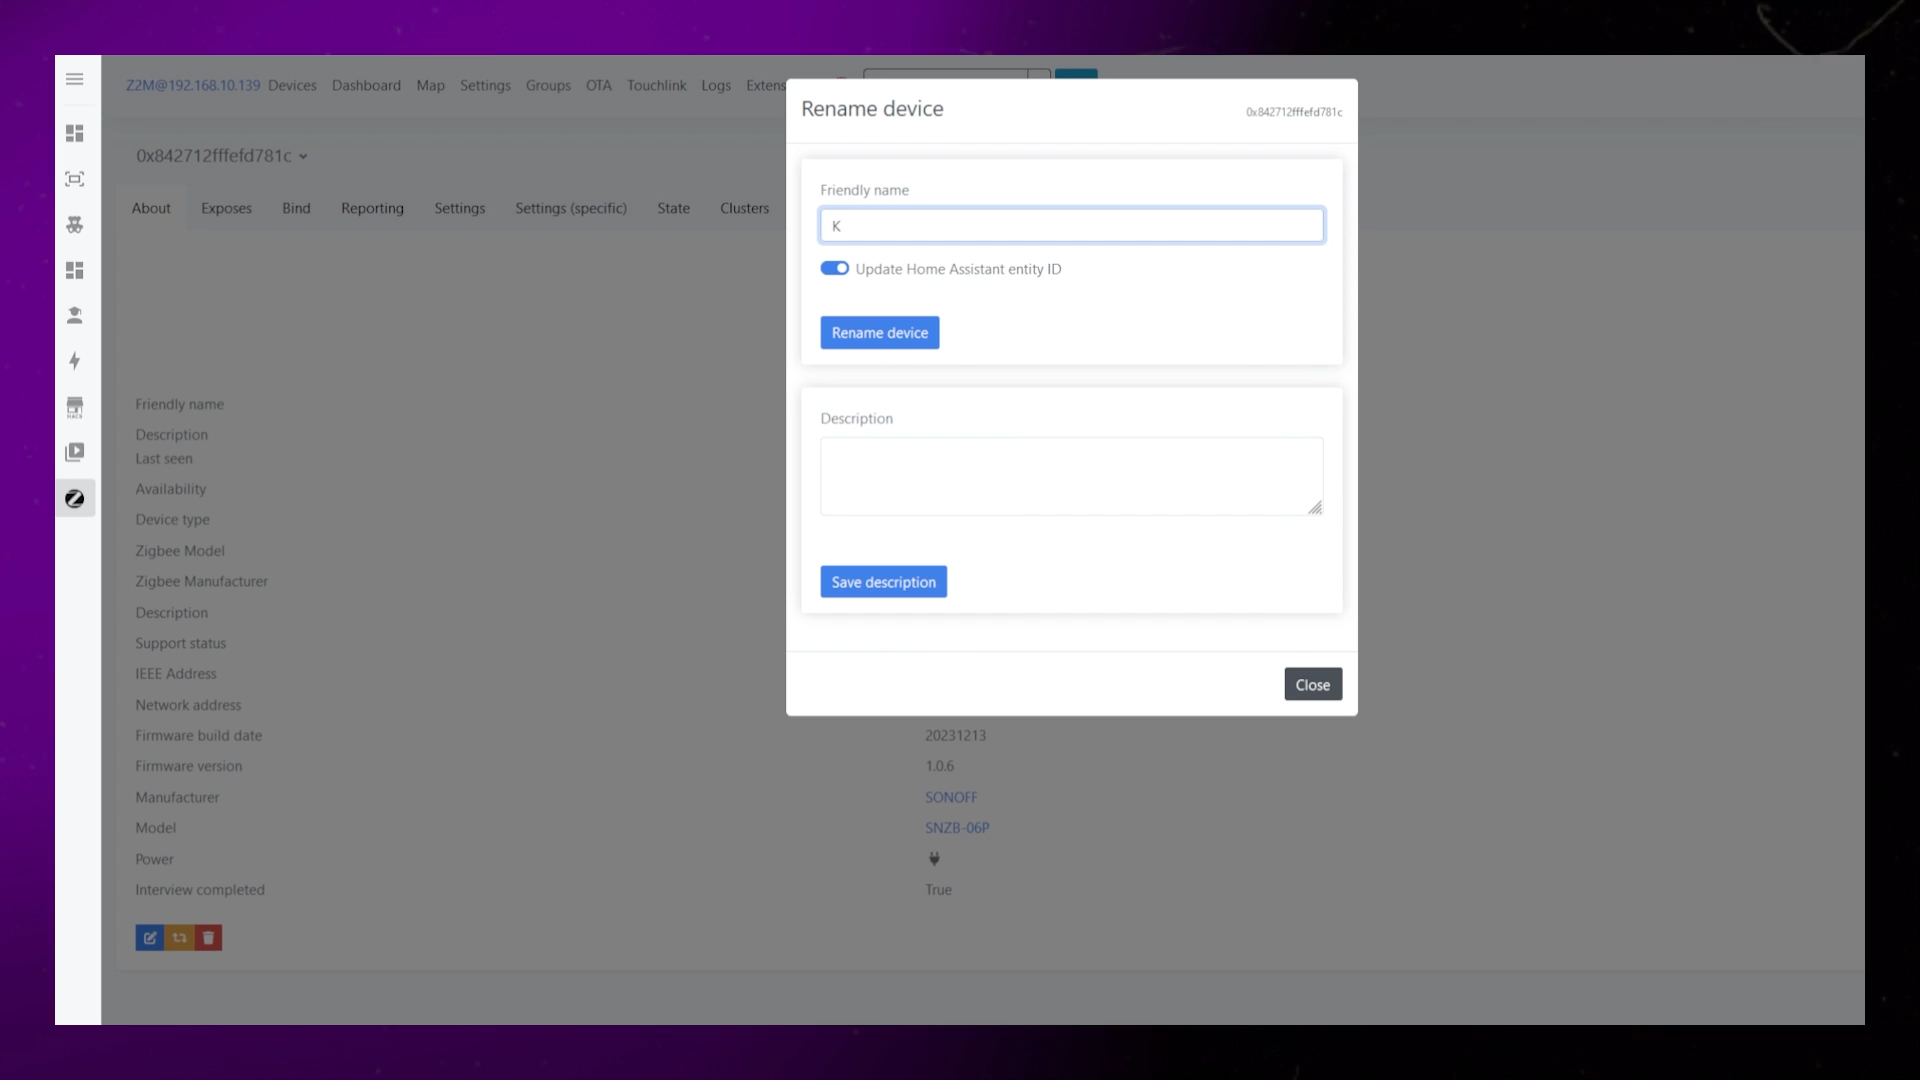 Z2M@192.168.10.139 Devices Dashboard Map Settings Groups OTA Touchlink Logs Extens
0x842712fffefd781c
About Exposes Bind Reporting Settings Settings (specific) State Clusters
Rename device 0x842712fffefd781c
Friendly name
K
Update Home Assistant entity ID
Rename device
Description
Save description
Close
Friendly name
Description
Last seen
Availability
Device type
Zigbee Model
Zigbee Manufacturer
Description
Support status
IEEE Address
Network address
Firmware build date 20231213
Firmware version 1.0.6
Manufacturer SONOFF
Model SNZB-06P
Power
Interview completed True